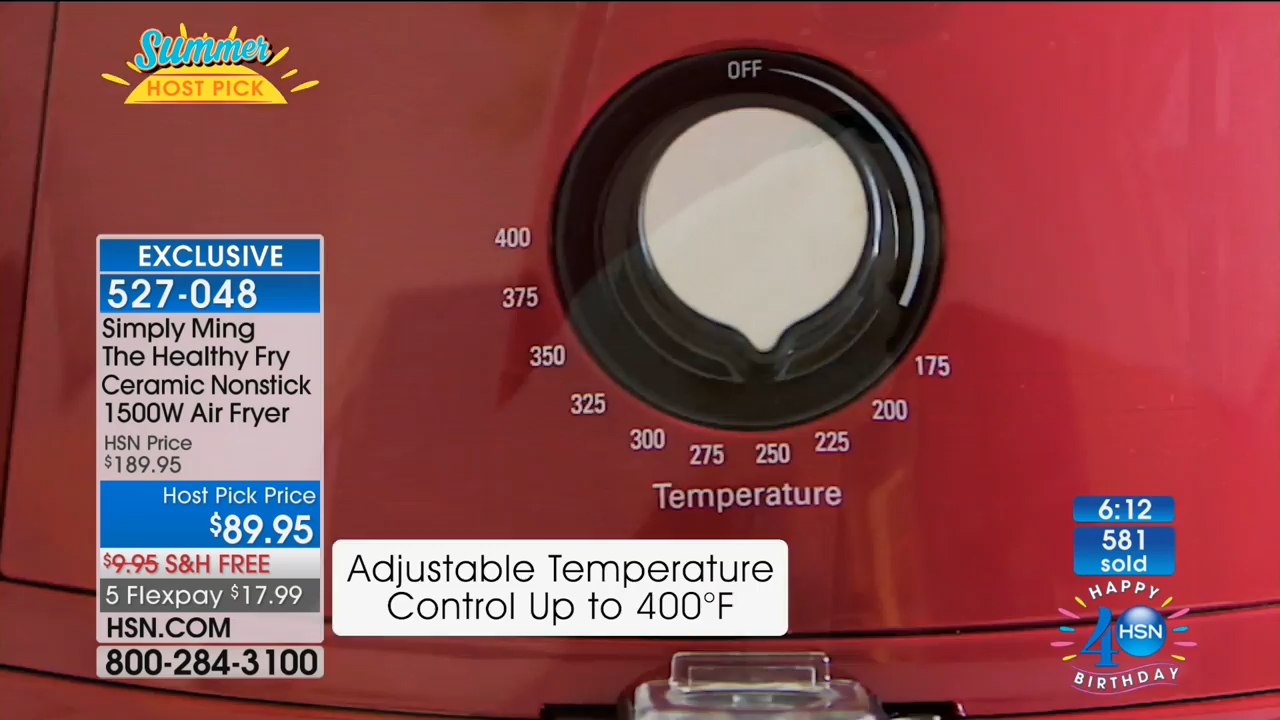 Summer
HOST PICK
OFF
400
375
350
325
300
275
250
225
200
175
Temperature
EXCLUSIVE
527-048
Simply Ming
The Healthy Fry
Ceramic Nonstick
1500W Air Fryer
HSN Price
$189.95
Host Pick Price
$89.95
$9.95 S&H FREE
5 Flexpay $17.99
HSN.COM
800-284-3100
Adjustable Temperature
Control Up to 400°F
6:12
581
sold
HAPPY
40 HSN
BIRTHDAY